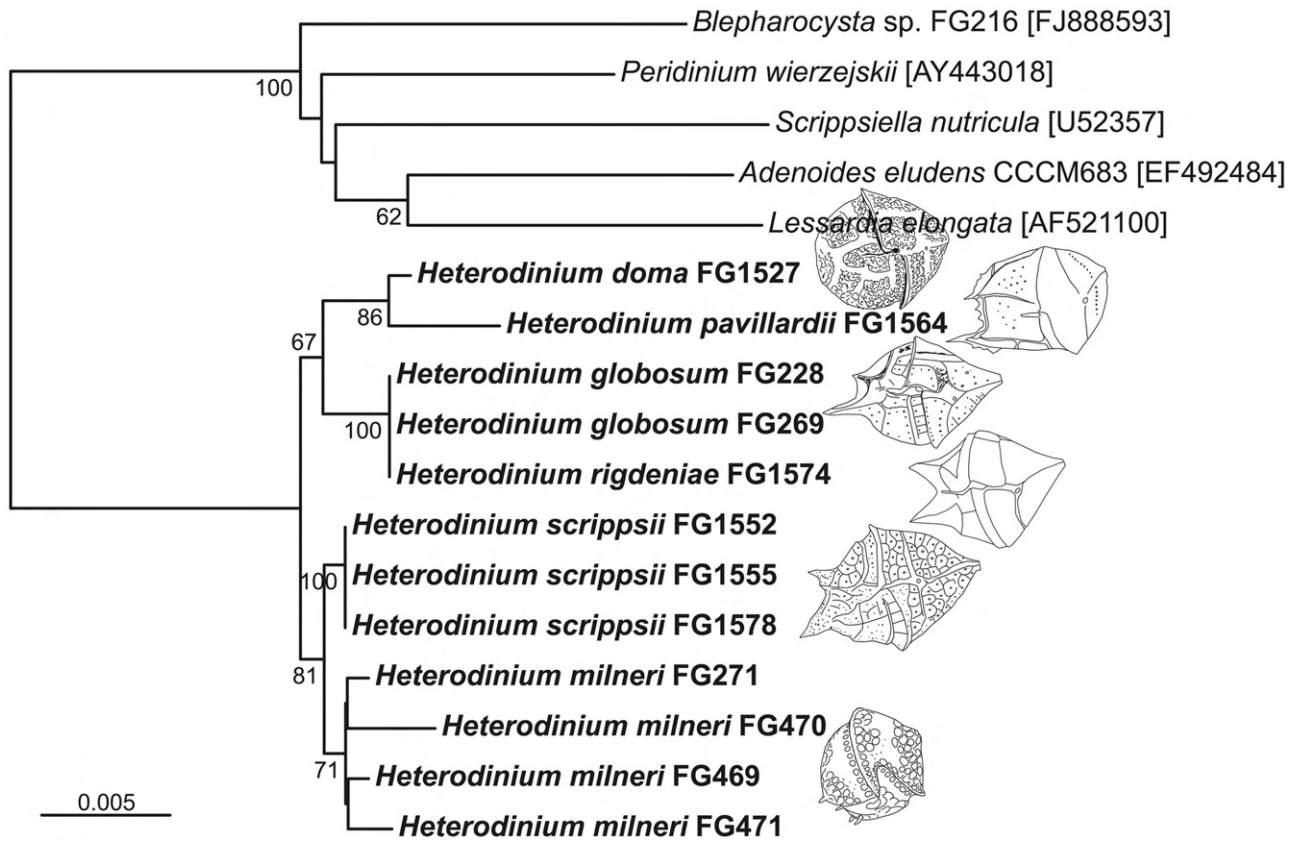 Blepharocysta sp. FG216 [FJ888593]
Peridinium wierzejskii [AY443018]
100
Scrippsiella nutricula [U52357]
Adenoides eludens CCCM683 [EF492484]
62
Lessardia elongata [AF521100]
Heterodinium doma FG1527
86
Heterodinium pavillardii FG1564
67
Heterodinium globosum FG228
Heterodinium globosum FG269
100
Heterodinium rigdeniae FG1574
Heterodinium scrippsii FG1552
100
Heterodinium scrippsii FG1555
Heterodinium scrippsii FG1578
81
Heterodinium milneri FG271
Heterodinium milneri FG470
71
Heterodinium milneri FG469
0.005
Heterodinium milneri FG471